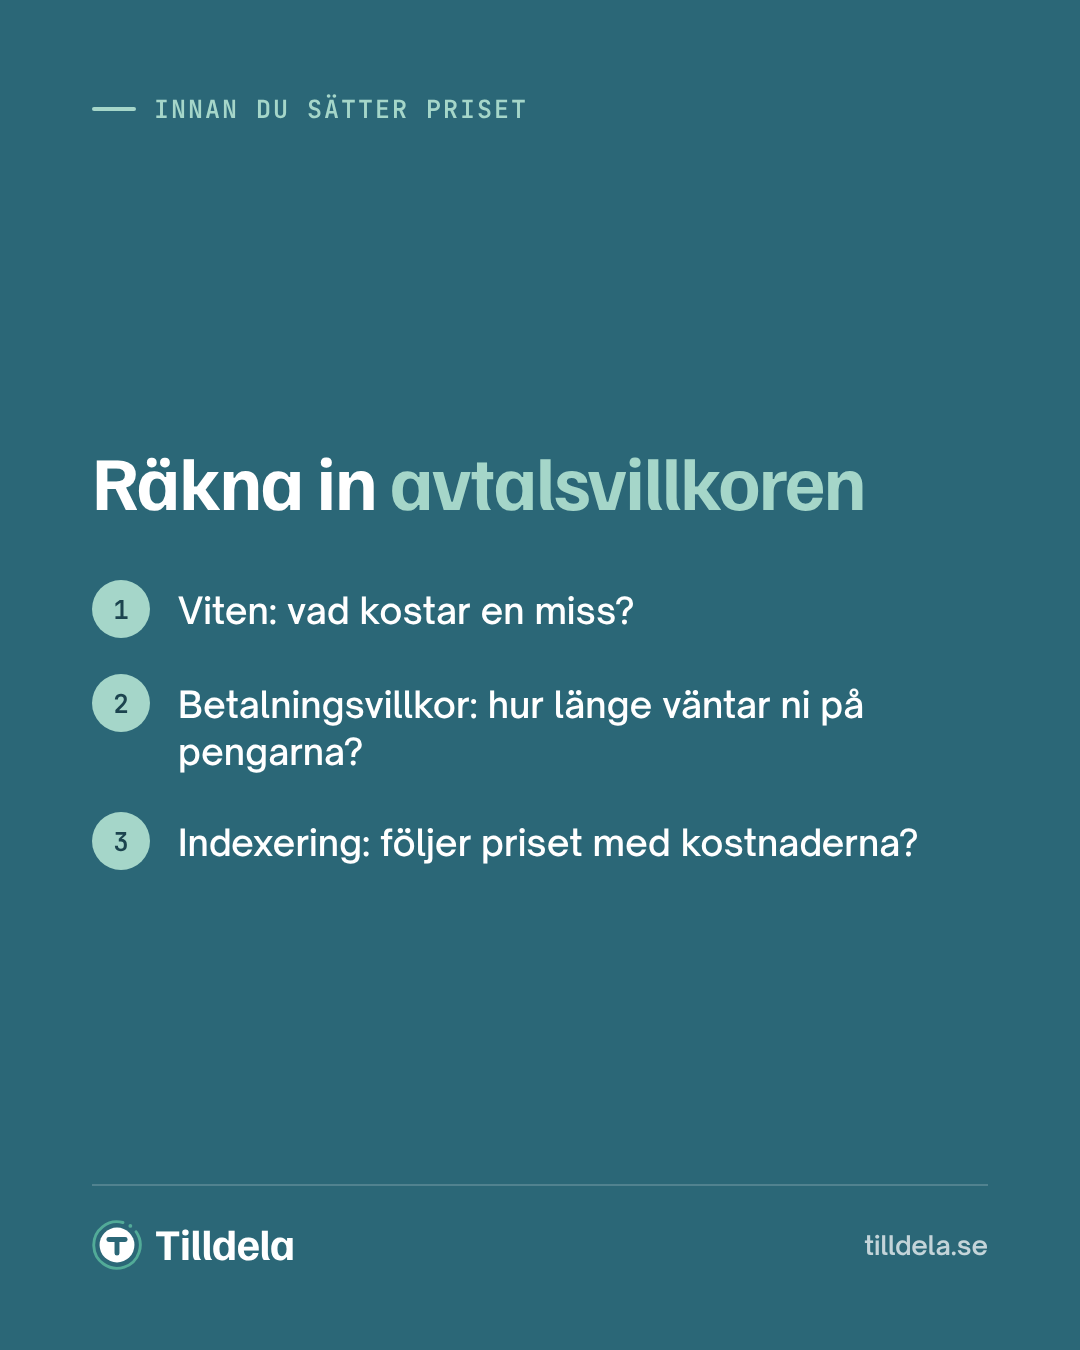 INNAN DU SÄTTER PRISET
Räkna in avtalsvillkoren
1 Viten: vad kostar en miss?
2 Betalningsvillkor: hur länge väntar ni på
pengarna?
3 Indexering: följer priset med kostnaderna?
T Tilldela
tilldela.se